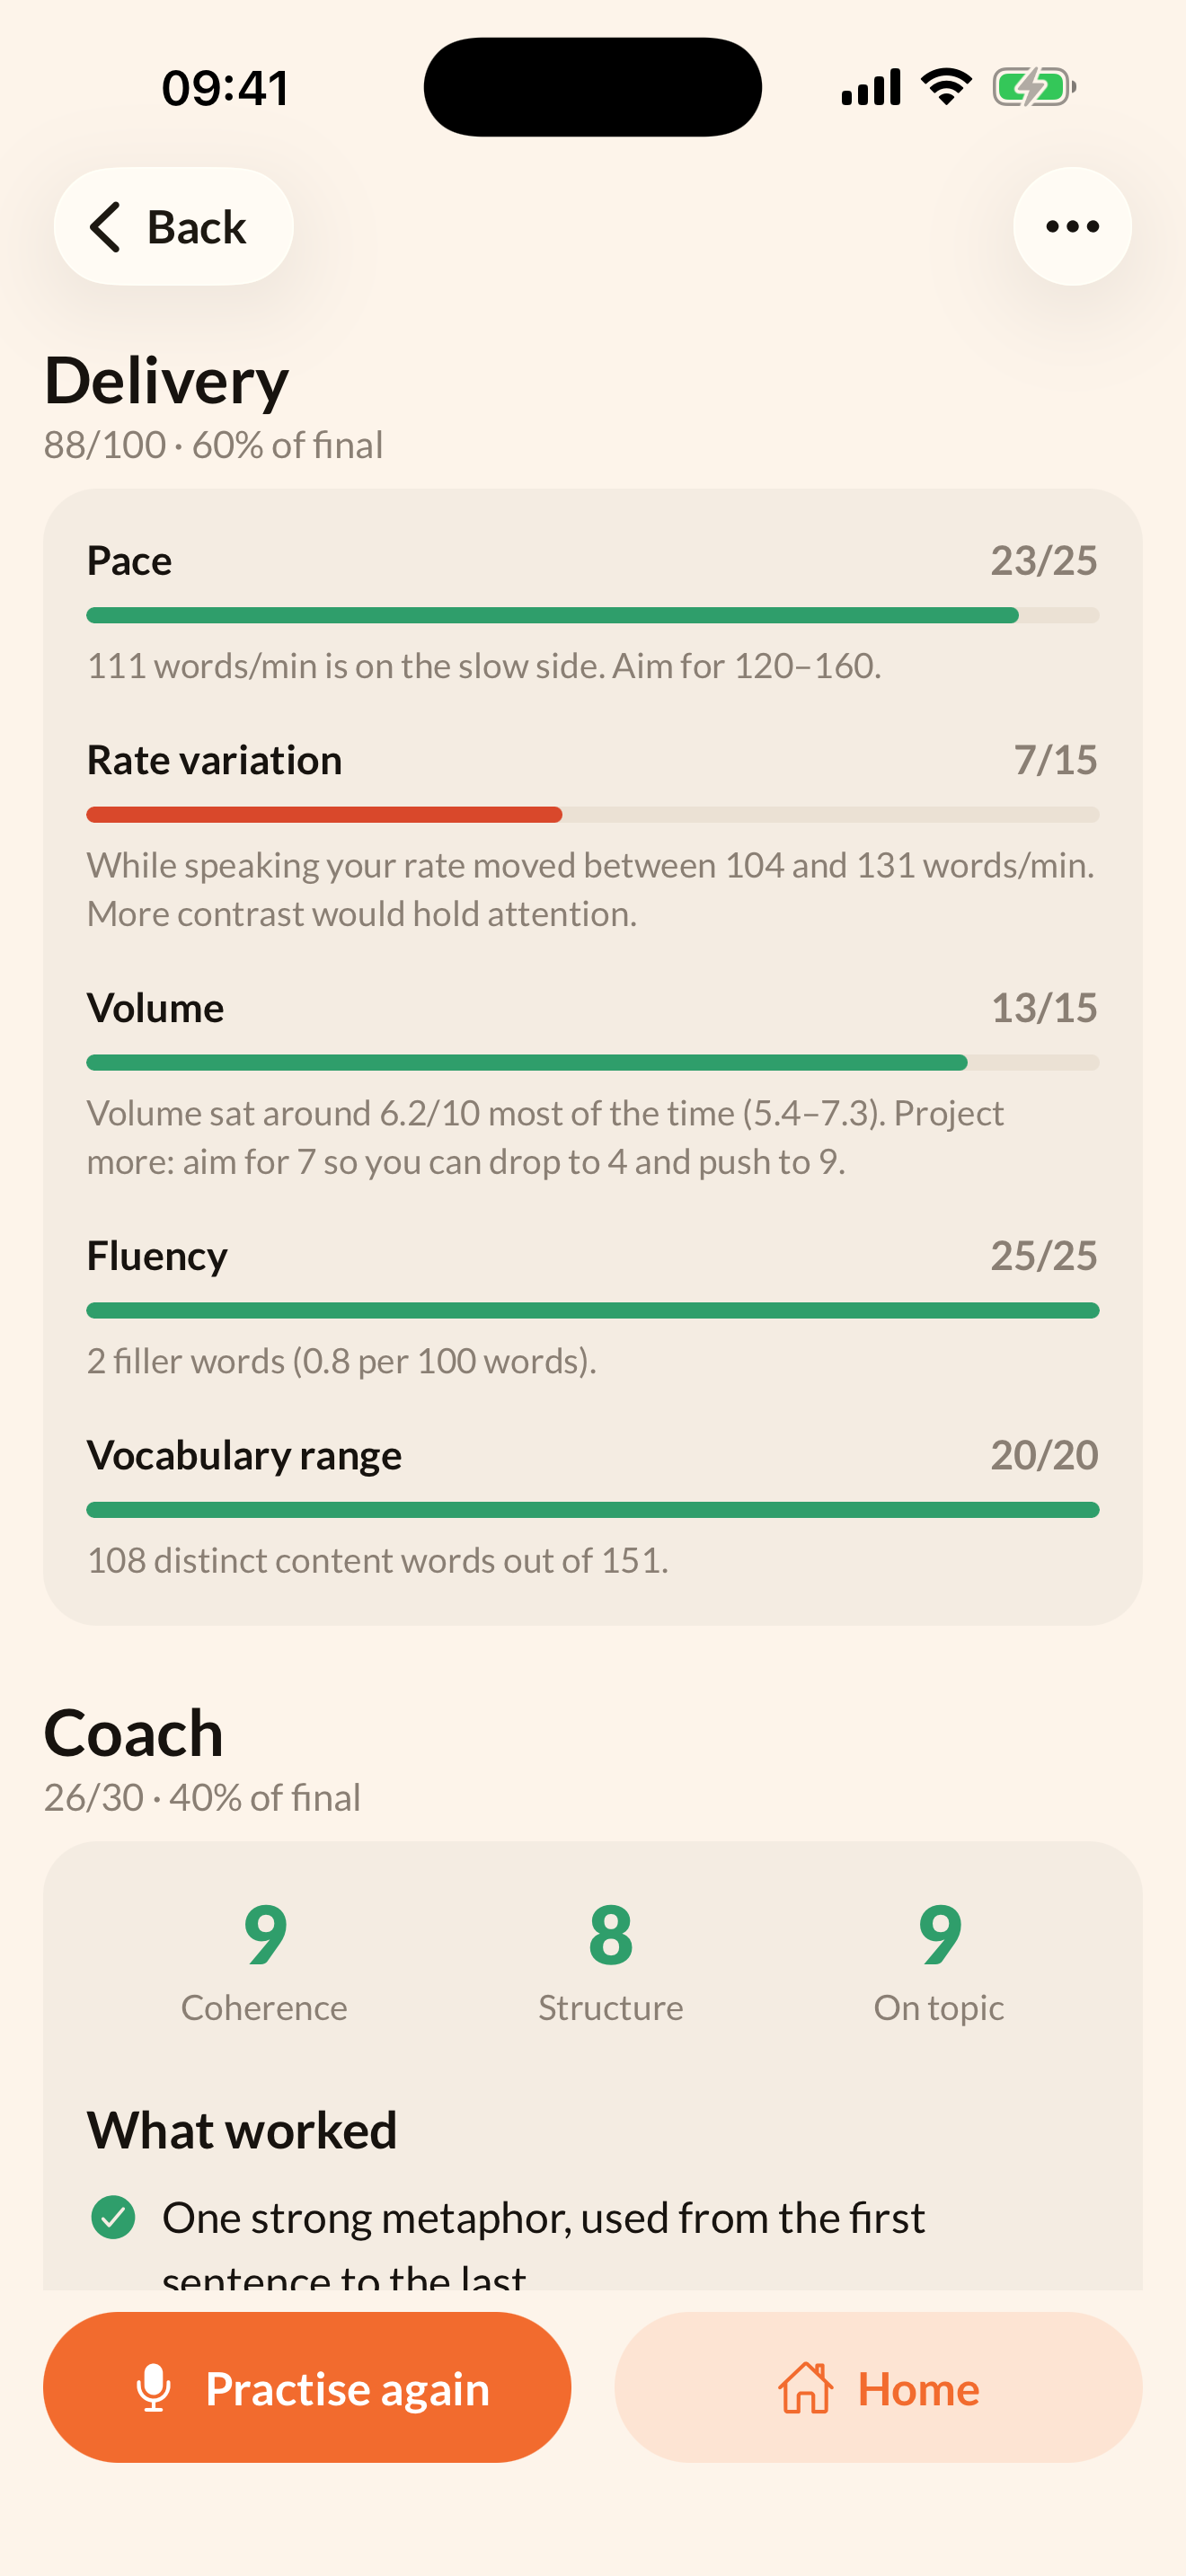 09:41
Back
Delivery
88/100 · 60% of final
Pace 23/25
111 words/min is on the slow side. Aim for 120–160.
Rate variation 7/15
While speaking your rate moved between 104 and 131 words/min.
More contrast would hold attention.
Volume 13/15
Volume sat around 6.2/10 most of the time (5.4–7.3). Project
more: aim for 7 so you can drop to 4 and push to 9.
Fluency 25/25
2 filler words (0.8 per 100 words).
Vocabulary range 20/20
108 distinct content words out of 151.
Coach
26/30 · 40% of final
9 8 9
Coherence Structure On topic
What worked
One strong metaphor, used from the first
sentence to the last
Practise again Home